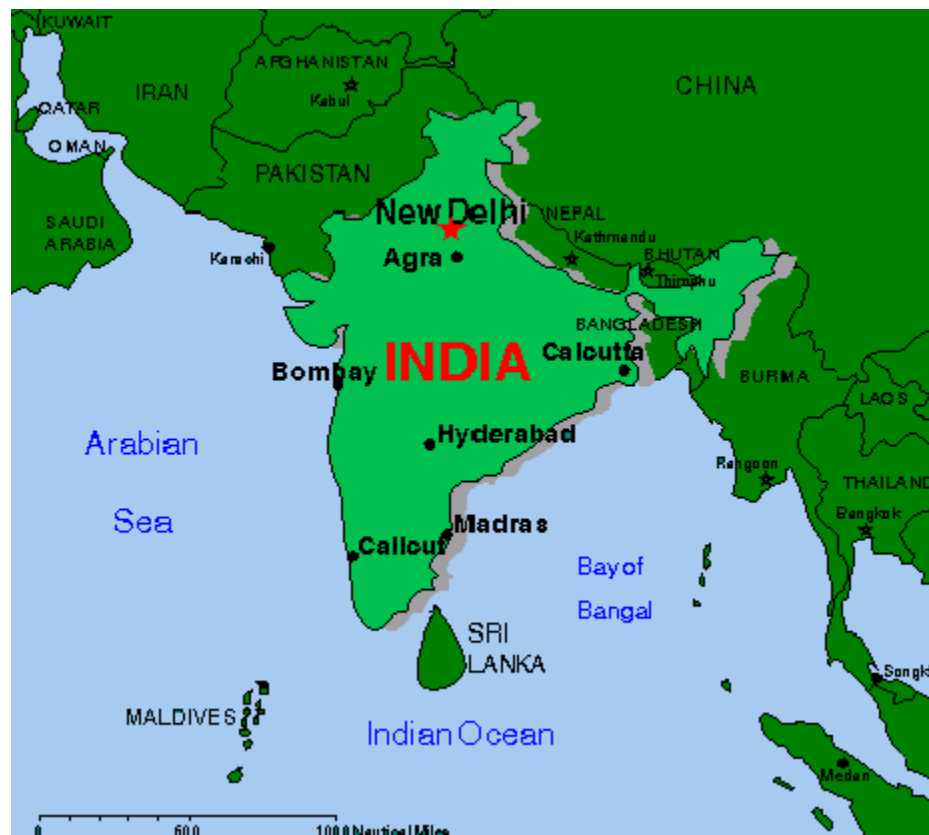 KUWAIT
AFGHANISTAN
Kabul
IRAN
CHINA
QATAR
OMAN
PAKISTAN
SAUDI
ARABIA
New Delhi
NEPAL
Kathmandu
Karachi
Agra
BHUTAN
Thimphu
BANGLADESH
INDIA
Calcutta
Bombay
BURMA
LAOS
Arabian
Sea
Hyderabad
Rangoon
THAILAND
Bangkok
Madras
Calicut
Bay of
Bangal
SRI
LANKA
Songk
MALDIVES
Indian Ocean
Medan
0 500 1000 Nautical Miles